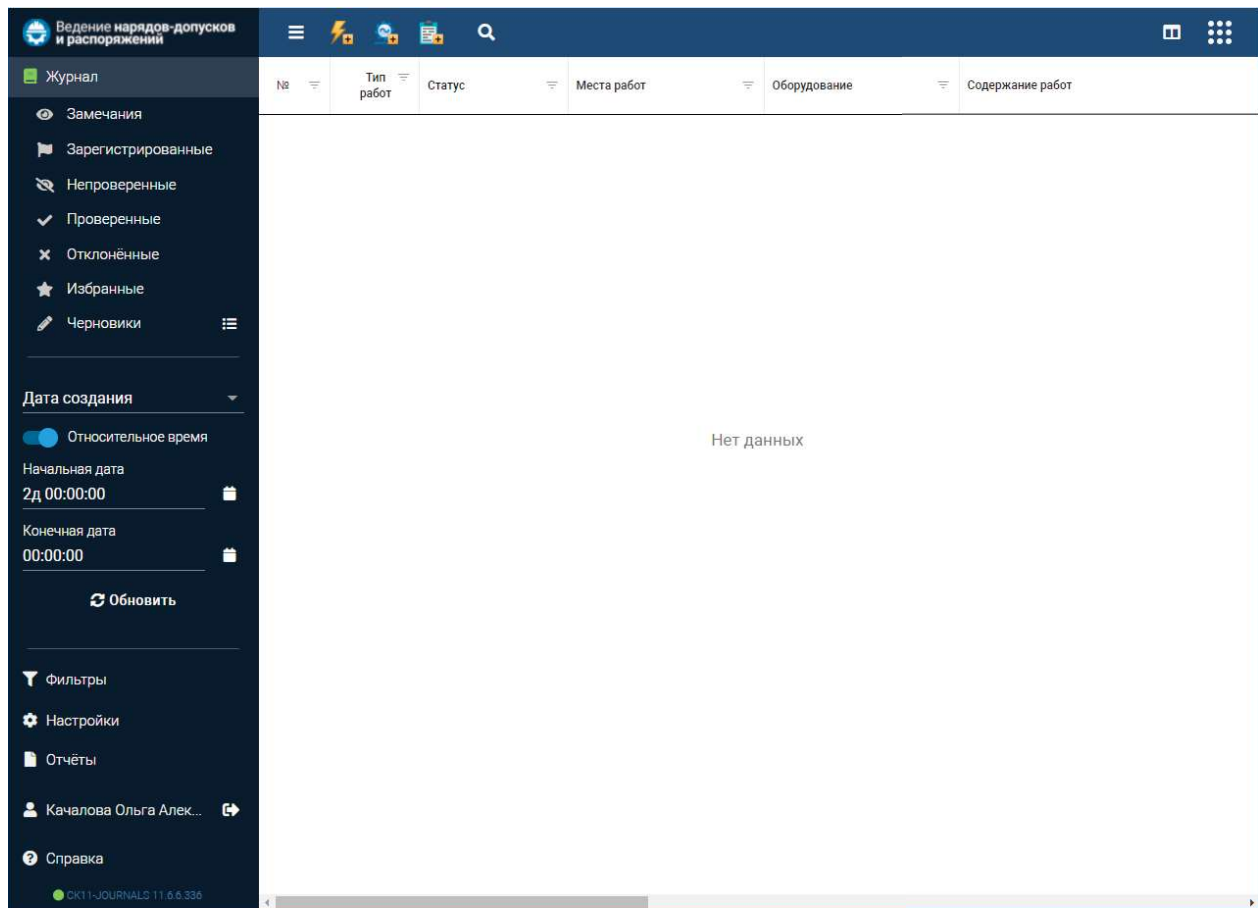 Ведение нарядов-допусков
и распоряжений
Журнал
Замечания
Зарегистрированные
Непроверенные
Проверенные
Отклонённые
Избранные
Черновики
Дата создания
Относительное время
Начальная дата
2д 00:00:00
Конечная дата
00:00:00
Обновить
Фильтры
Настройки
Отчёты
Качалова Ольга Алек...
Справка
CK11-JOURNALS 11.6.6.336
№
Тип
работ
Статус
Места работ
Оборудование
Содержание работ
Нет данных